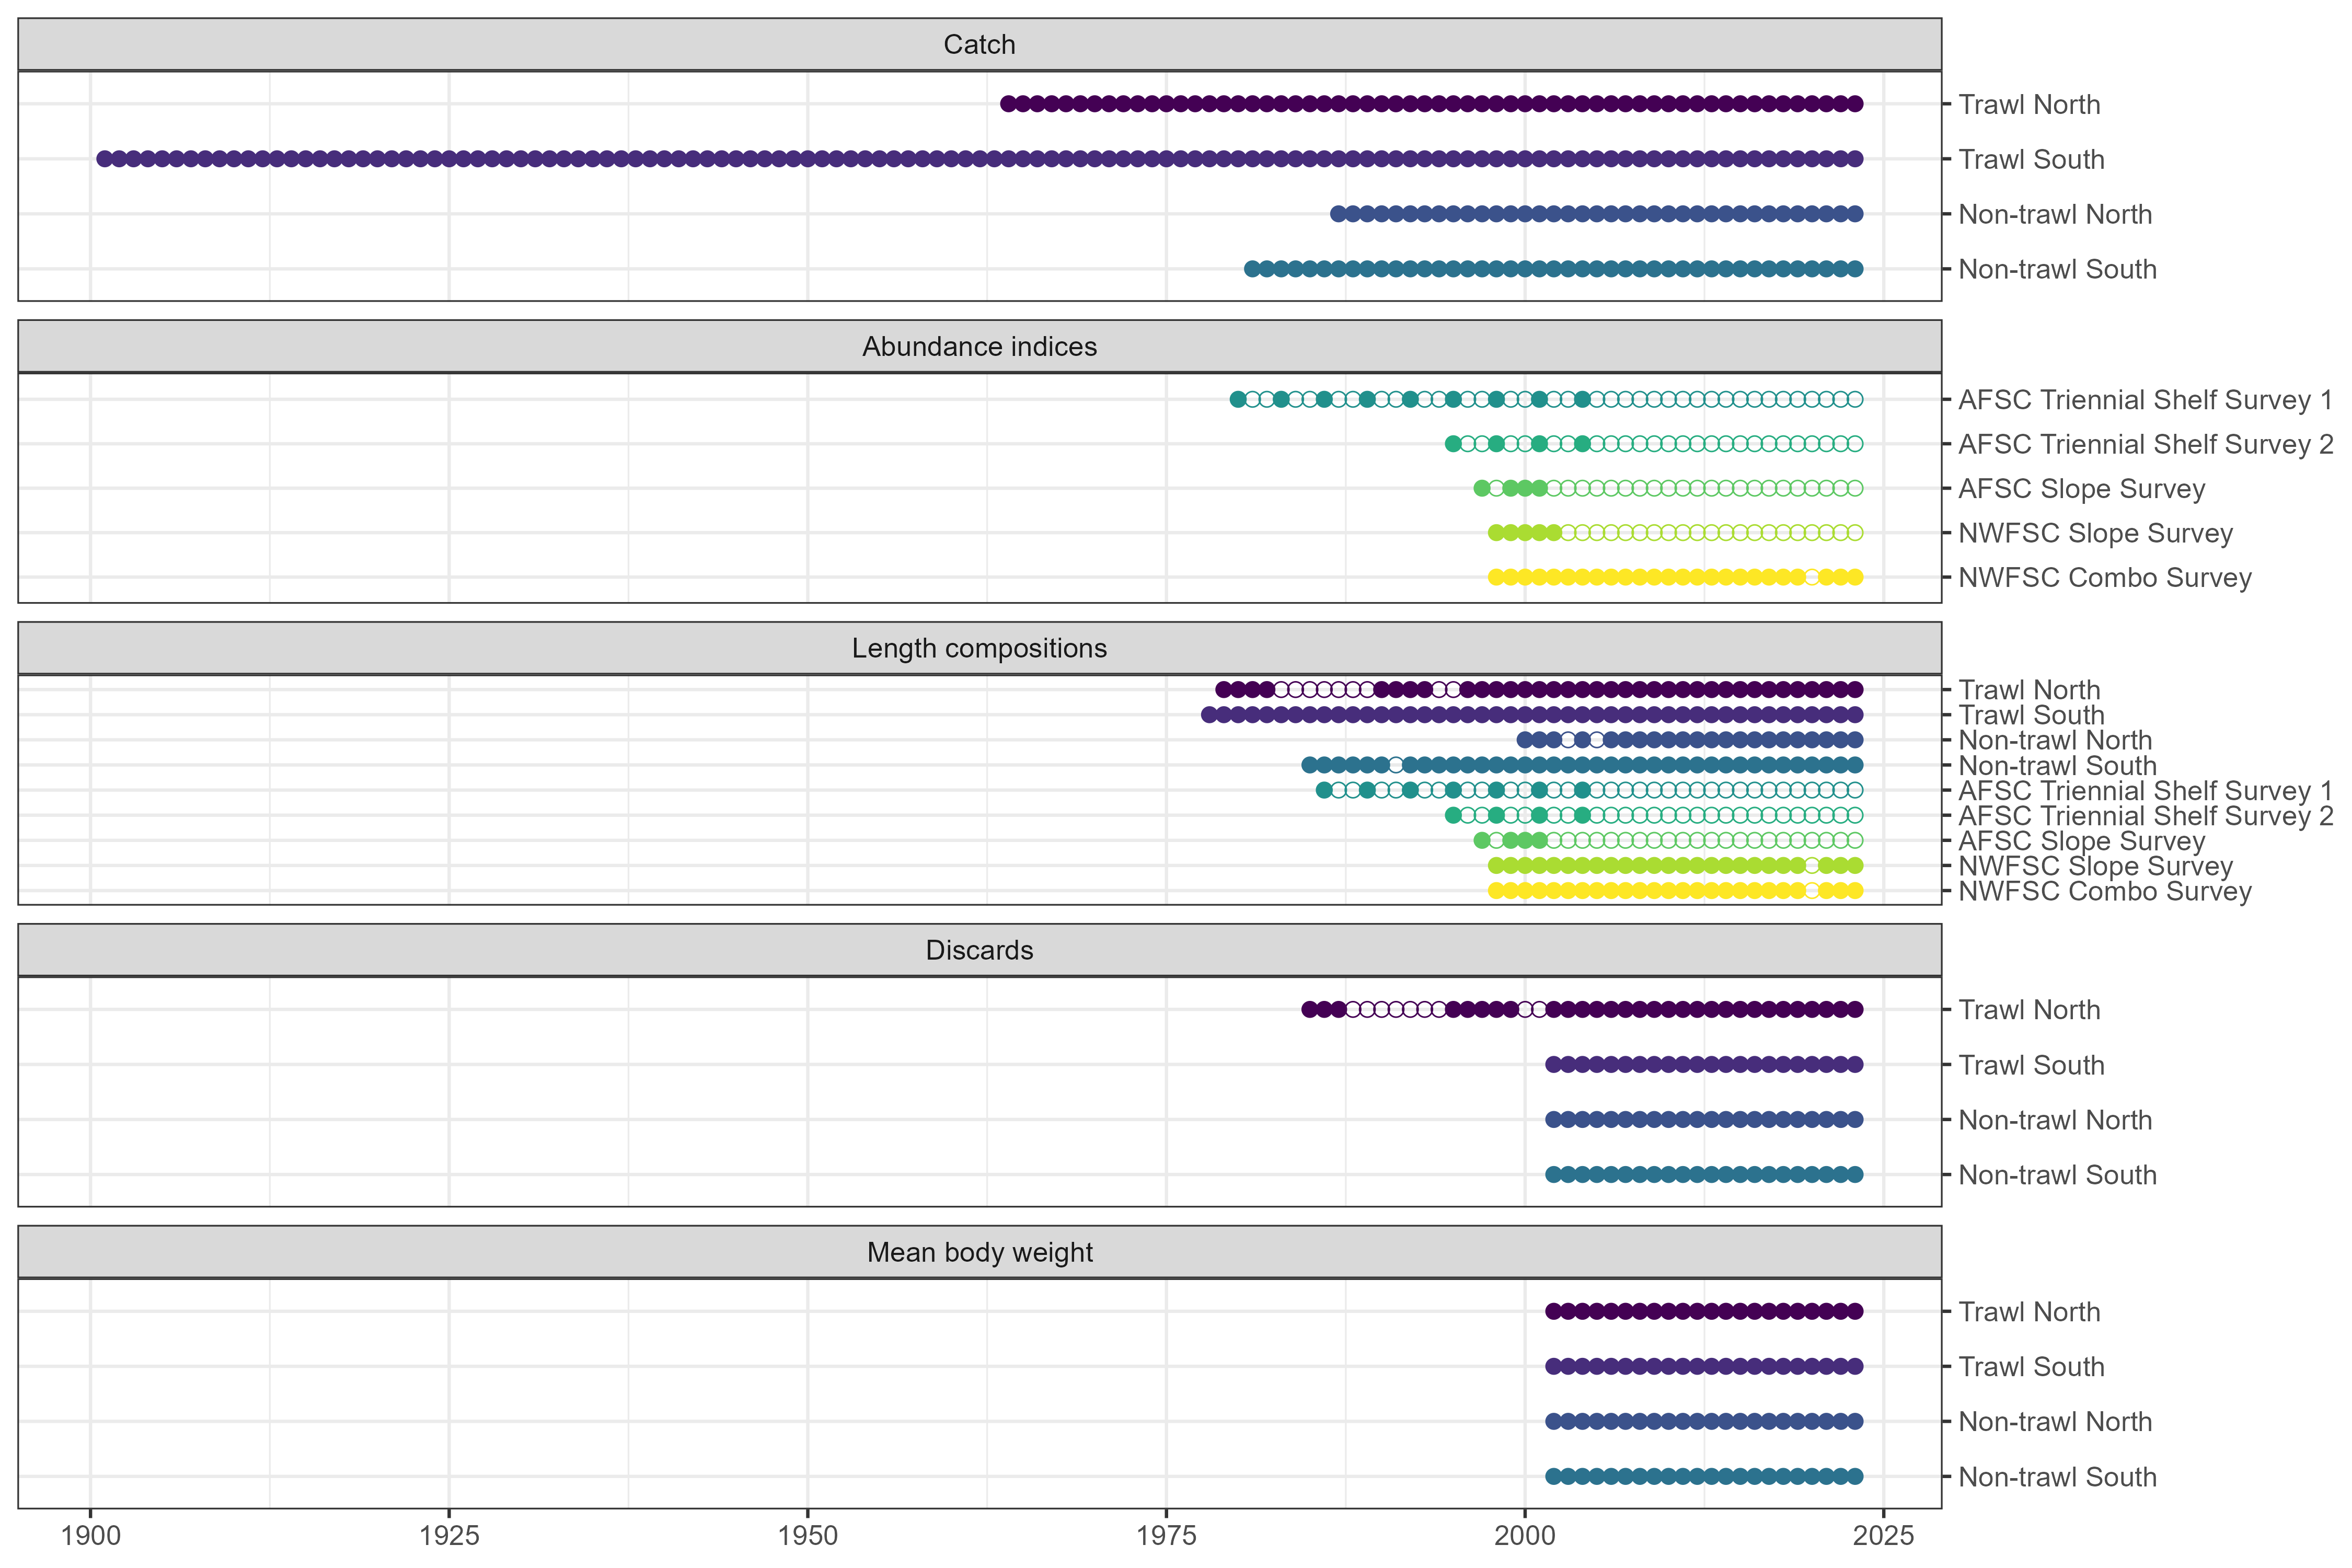 Catch
Trawl North
Trawl South
Non-trawl North
Non-trawl South
Abundance indices
AFSC Triennial Shelf Survey 1
AFSC Triennial Shelf Survey 2
AFSC Slope Survey
NWFSC Slope Survey
NWFSC Combo Survey
Length compositions
Trawl North
Trawl South
Non-trawl North
Non-trawl South
AFSC Triennial Shelf Survey 1
AFSC Triennial Shelf Survey 2
AFSC Slope Survey
NWFSC Slope Survey
NWFSC Combo Survey
Discards
Trawl North
Trawl South
Non-trawl North
Non-trawl South
Mean body weight
Trawl North
Trawl South
Non-trawl North
Non-trawl South
1900 1925 1950 1975 2000 2025